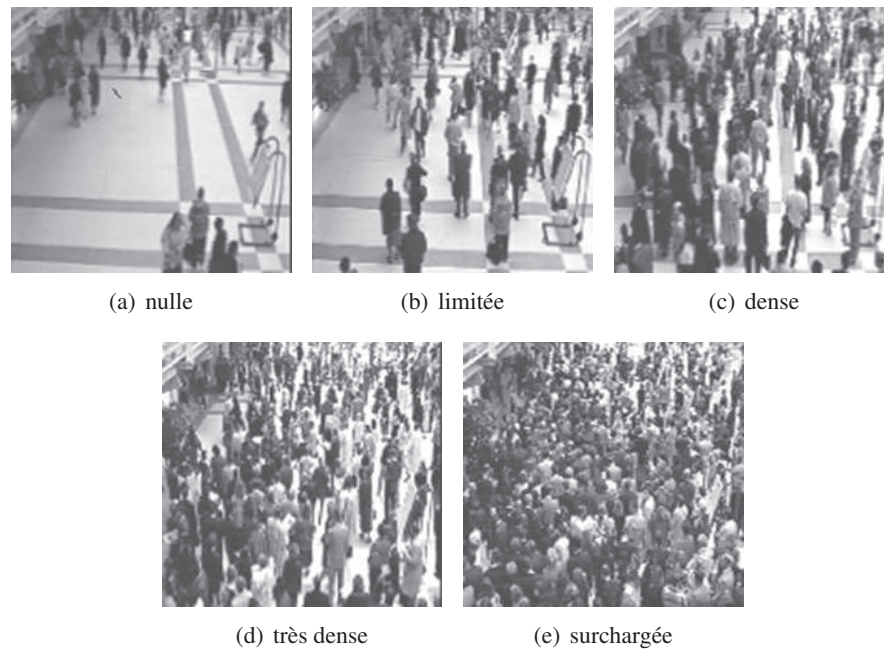 (a) nulle
(b) limitée
(c) dense
(d) très dense
(e) surchargée